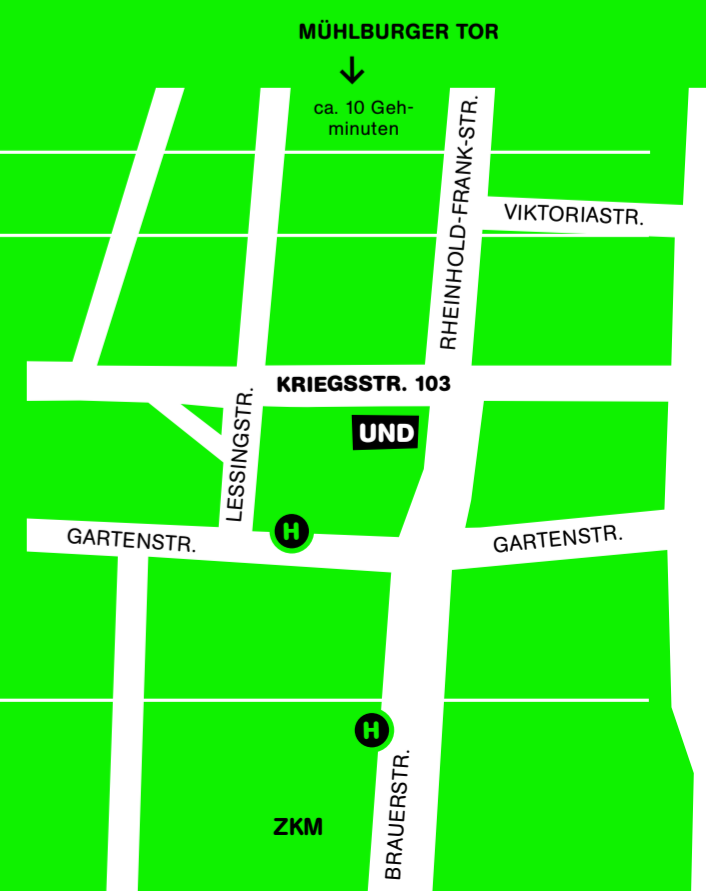 MÜHLBURGER TOR
↓
ca. 10 Geh-
minuten
RHEINHOLD-FRANK-STR.
VIKTORIASTR.
KRIEGSSTR. 103
LESSINGSTR.
UND
H
GARTENSTR.
GARTENSTR.
H
BRAUERSTR.
ZKM